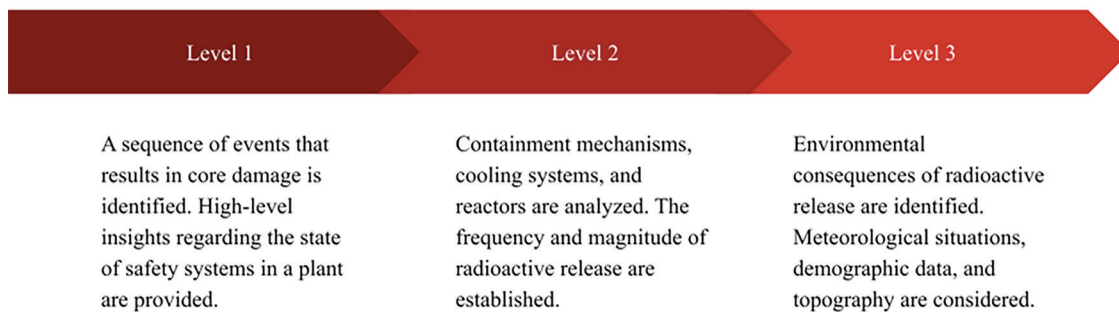 Level 1
Level 2
Level 3
A sequence of events that
results in core damage is
identified. High-level
insights regarding the state
of safety systems in a plant
are provided.
Containment mechanisms,
cooling systems, and
reactors are analyzed. The
frequency and magnitude of
radioactive release are
established.
Environmental
consequences of radioactive
release are identified.
Meteorological situations,
demographic data, and
topography are considered.